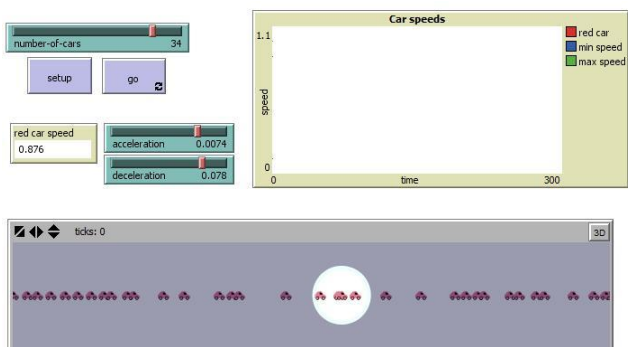 number-of-cars 34
setup
go
red car speed
0.876
acceleration 0.0074
deceleration 0.078
Car speeds
1.1
speed
0
0
time
300
red car
min speed
max speed
ticks: 0
3D